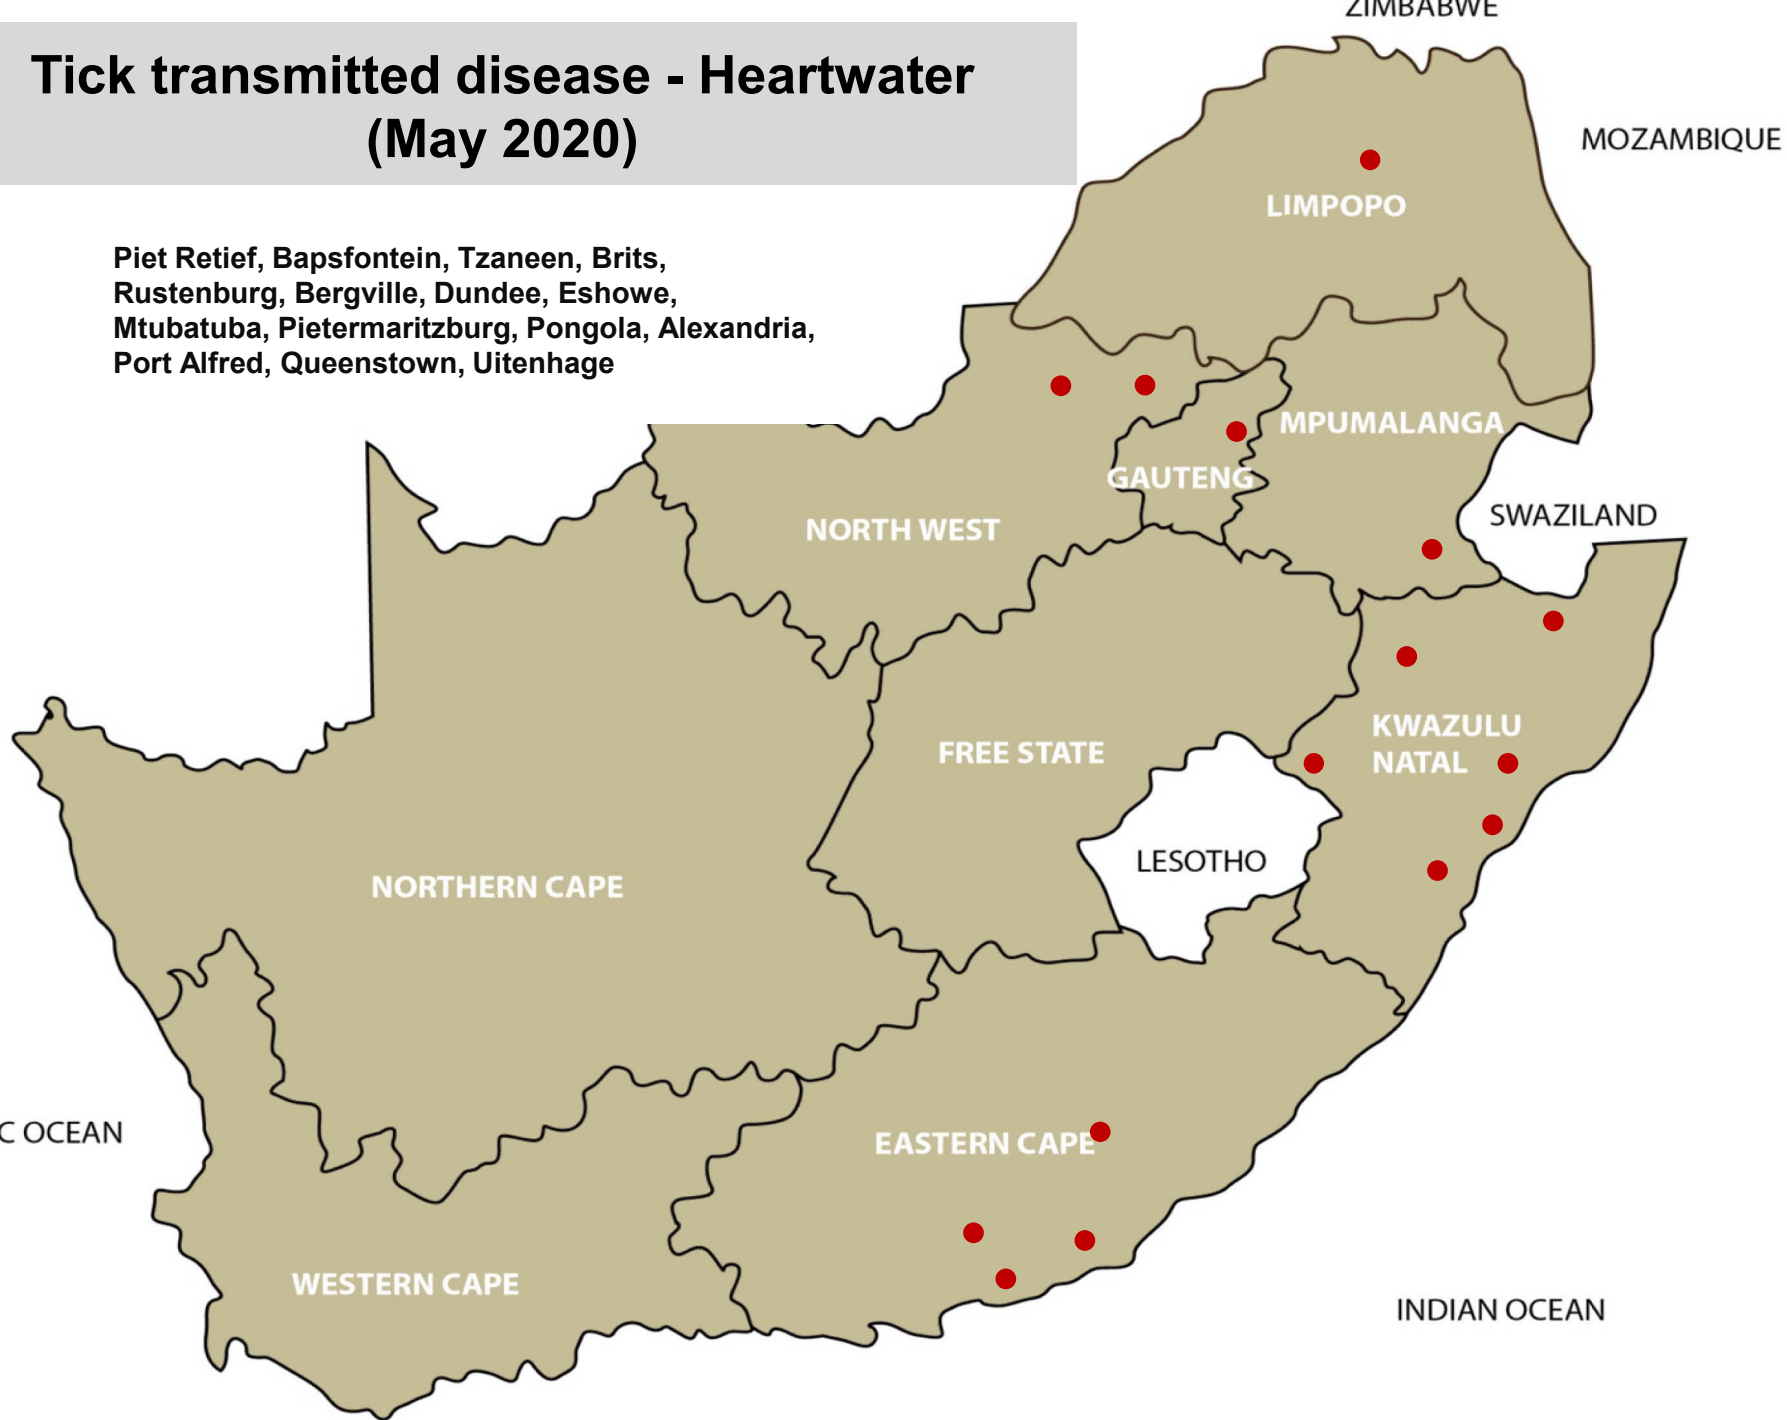 ZIMBABWE
Tick transmitted disease - Heartwater
(May 2020)
MOZAMBIQUE
LIMPOPO
Piet Retief, Bapsfontein, Tzaneen, Brits,
Rustenburg, Bergville, Dundee, Eshowe,
Mtubatuba, Pietermaritzburg, Pongola, Alexandria,
Port Alfred, Queenstown, Uitenhage
MPUMALANGA
GAUTENG
SWAZILAND
NORTH WEST
KWAZULU
NATAL
FREE STATE
LESOTHO
NORTHERN CAPE
C OCEAN
EASTERN CAPE
WESTERN CAPE
INDIAN OCEAN